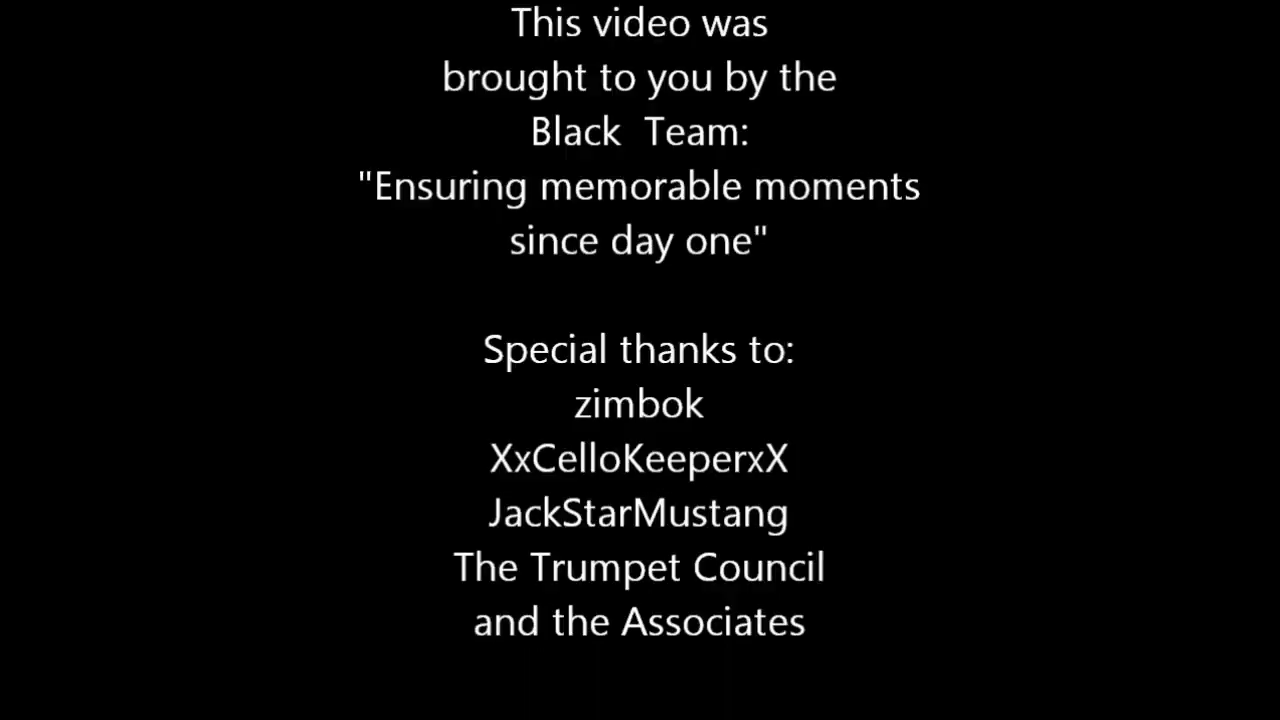 This video was
brought to you by the
Black  Team:
"Ensuring memorable moments
since day one"
Special thanks to:
zimbok
XxCelloKeeperxX
JackStarMustang
The Trumpet Council
and the Associates